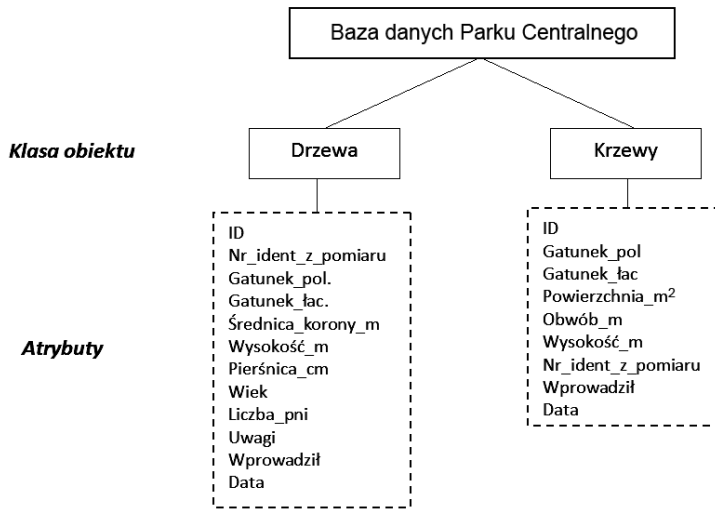 Baza danych Parku Centralnego
Klasa obiektu
Drzewa
Krzewy
Atrybuty
ID
Nr_ident_z_pomiaru
Gatunek_pol.
Gatunek_łac.
Średnica_korony_m
Wysokość_m
Pierśnica_cm
Wiek
Liczba_pni
Uwagi
Wprowadził
Data
ID
Gatunek_pol
Gatunek_łac
Powierzchnia_m²
Obwób_m
Wysokość_m
Nr_ident_z_pomiaru
Wprowadził
Data